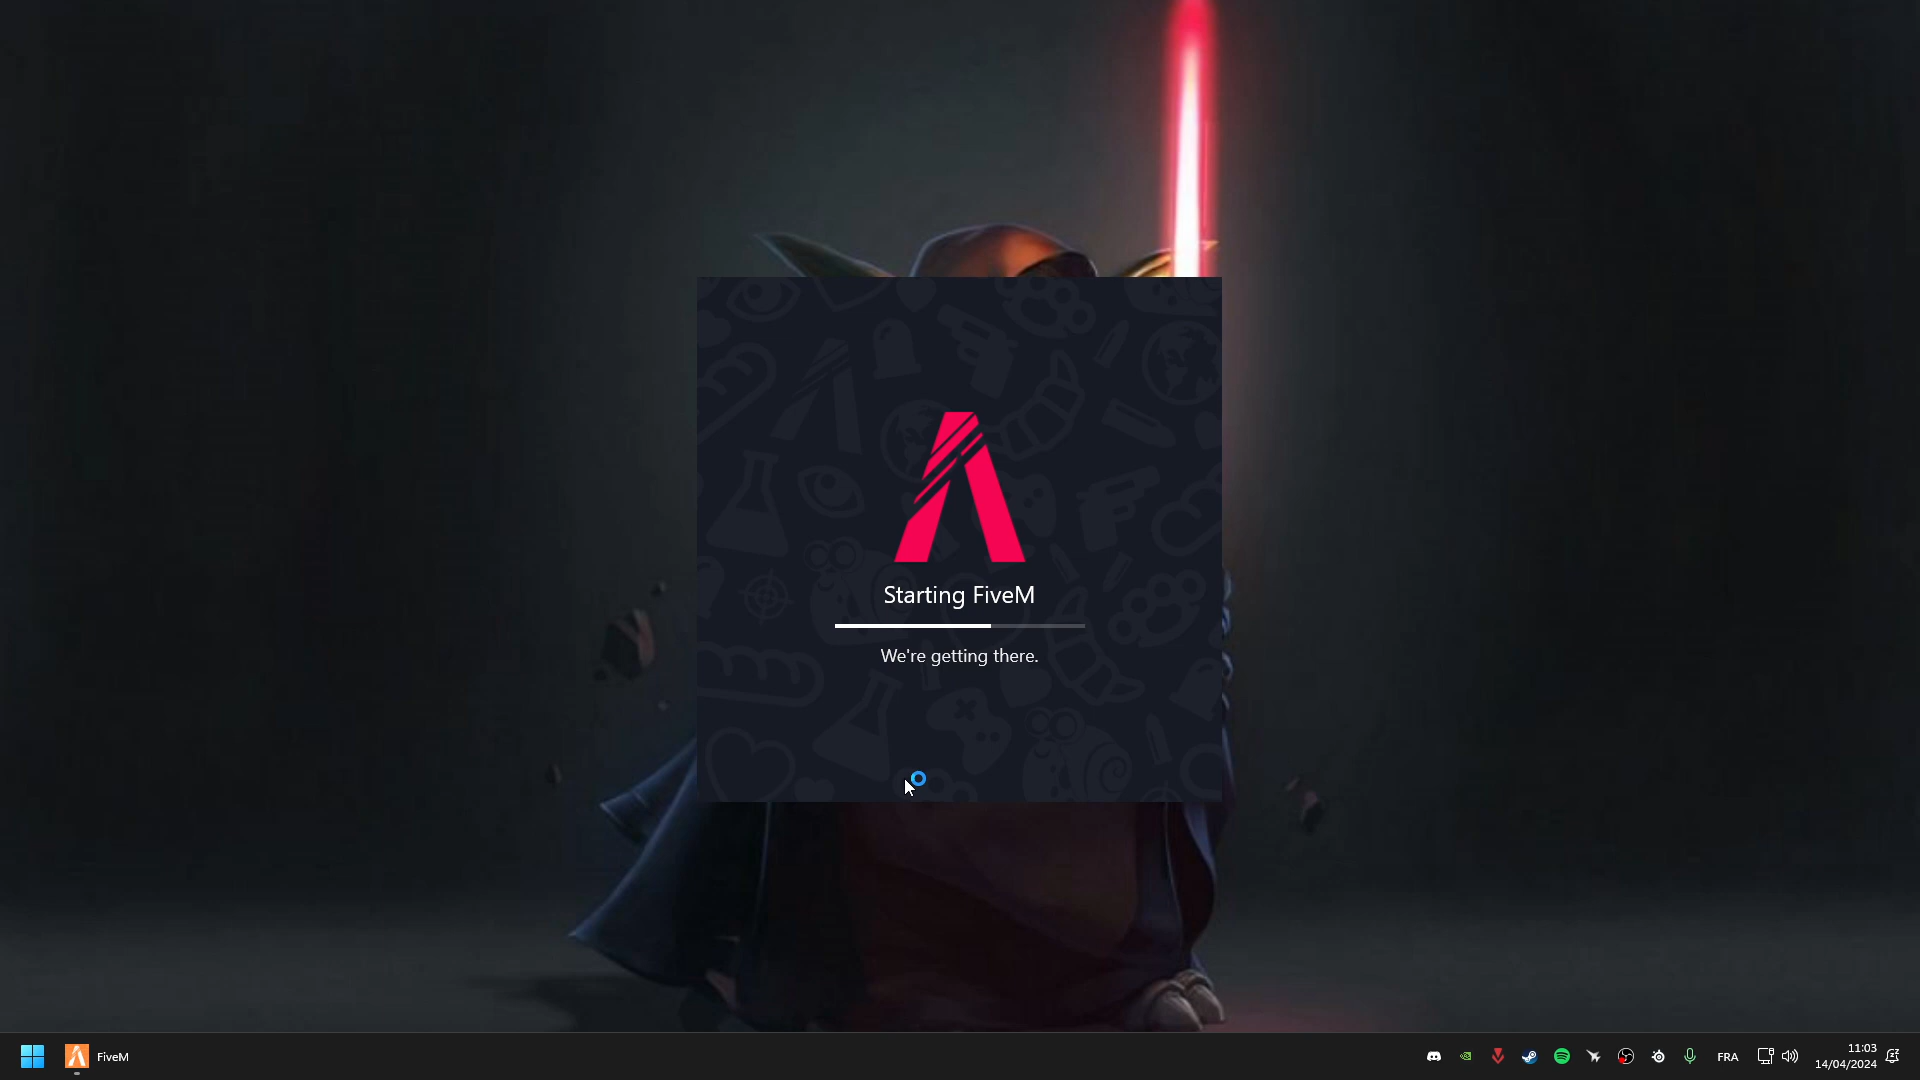 Starting FiveM
We're getting there.
FiveM
FRA
11:03
14/04/2024